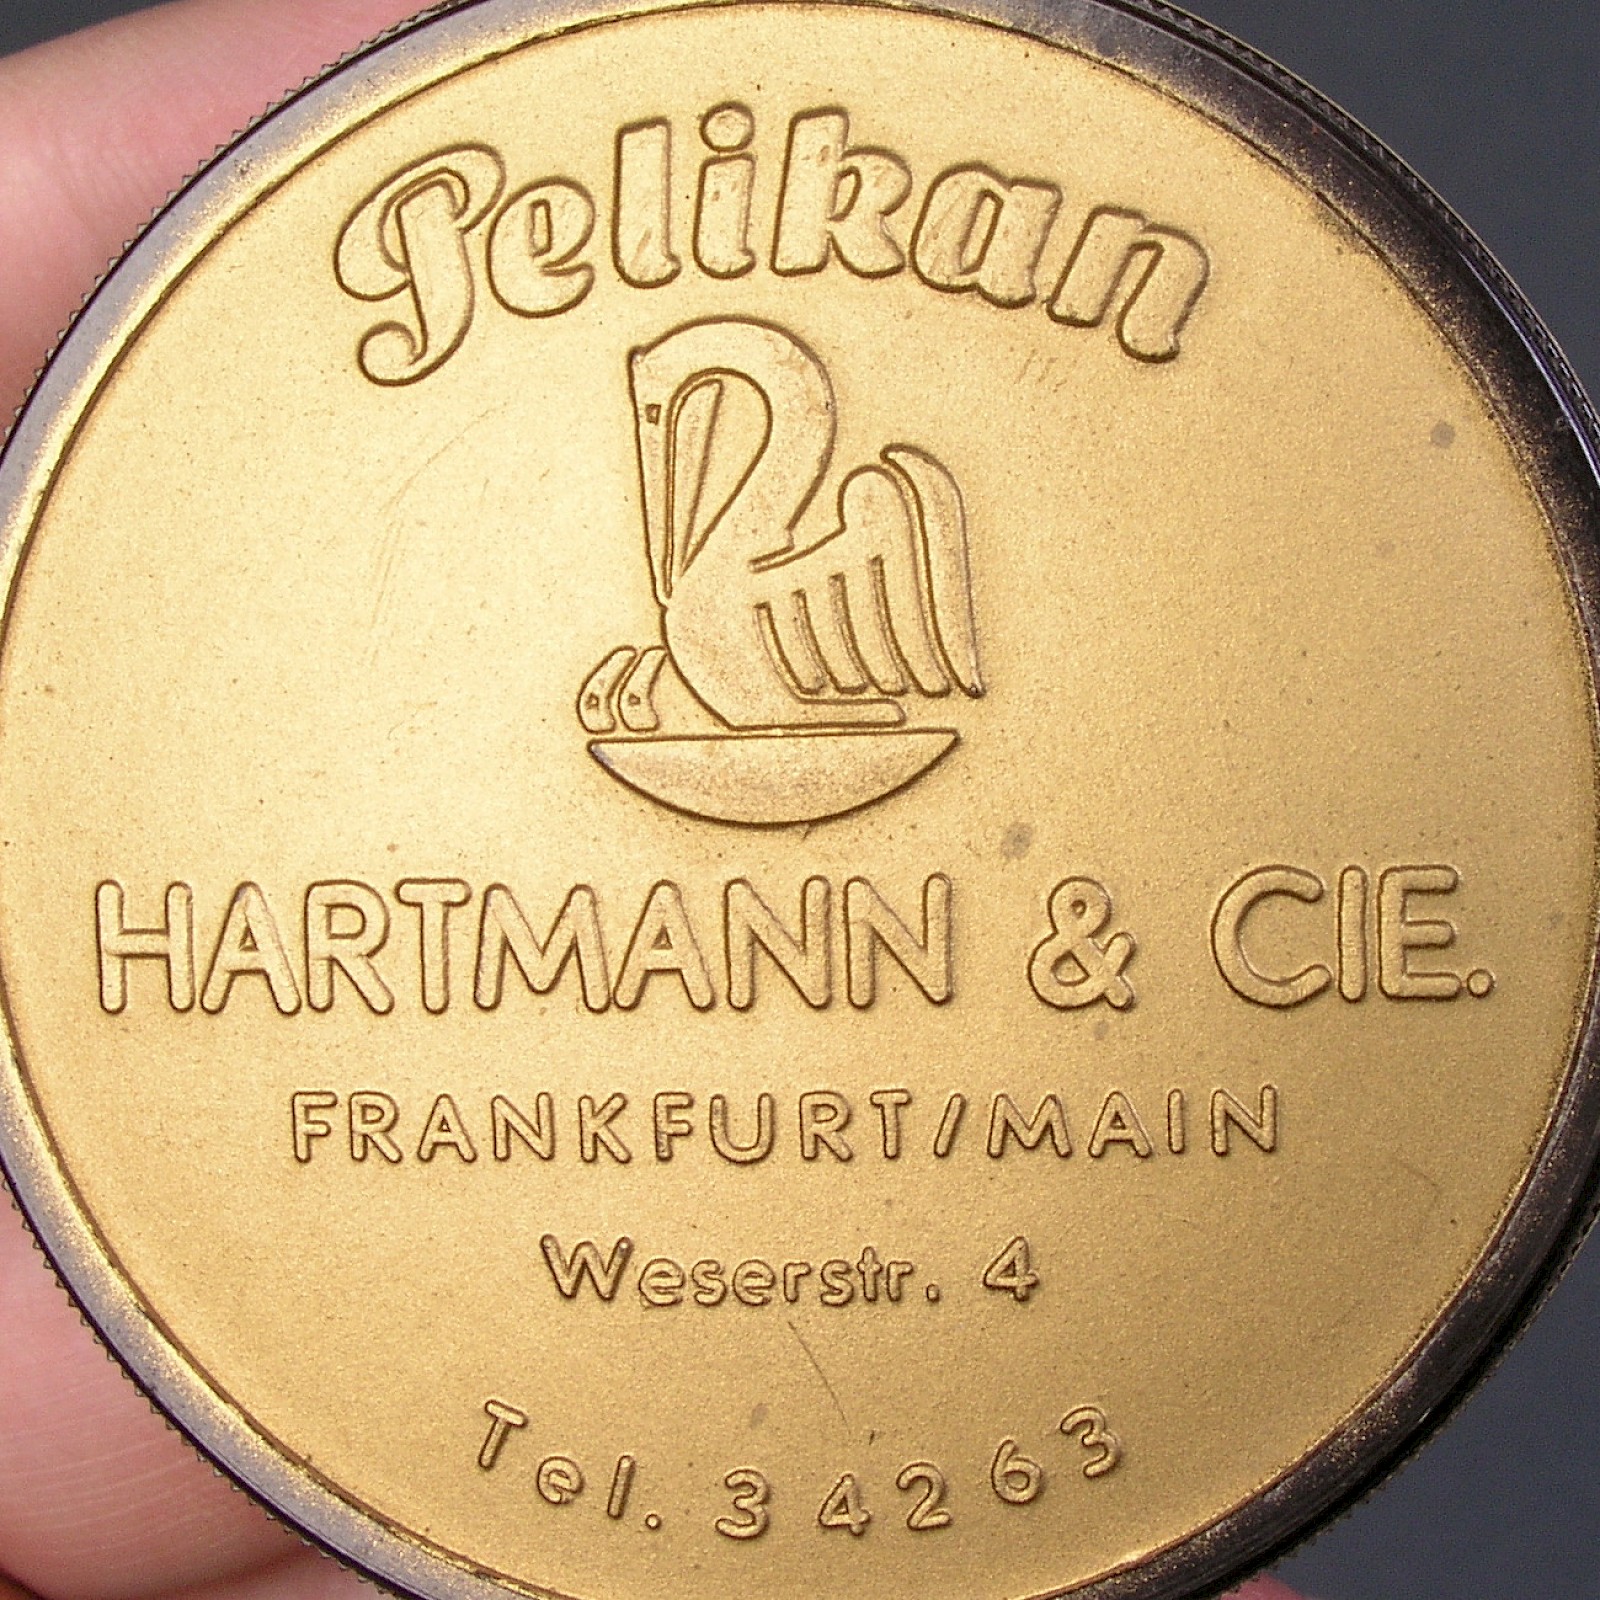 Pelikan
HARTMANN & CIE.
FRANKFURT/MAIN
Weserstr. 4
Tel. 34263